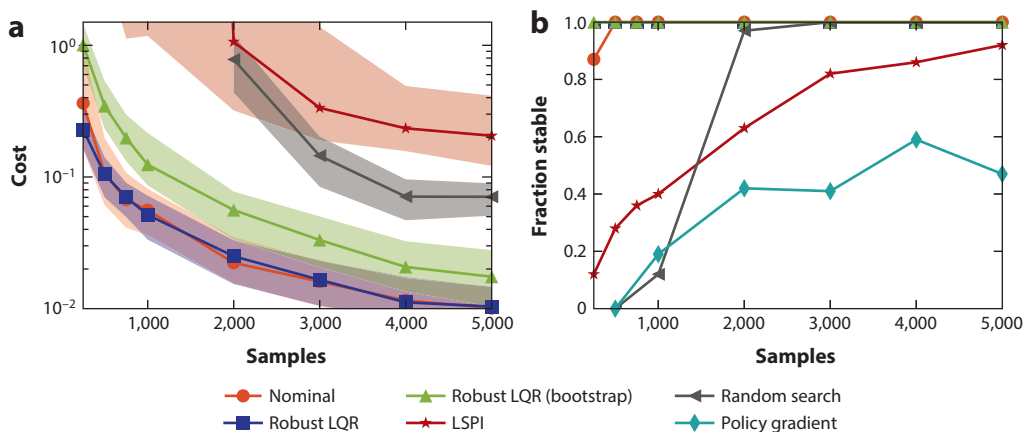 a
b
10⁰
10⁻¹
10⁻²
Cost
1,000
2,000
3,000
4,000
5,000
Samples
1.0
0.8
0.6
0.4
0.2
0
Fraction stable
1,000
2,000
3,000
4,000
5,000
Samples
Nominal
Robust LQR (bootstrap)
Random search
Robust LQR
LSPI
Policy gradient